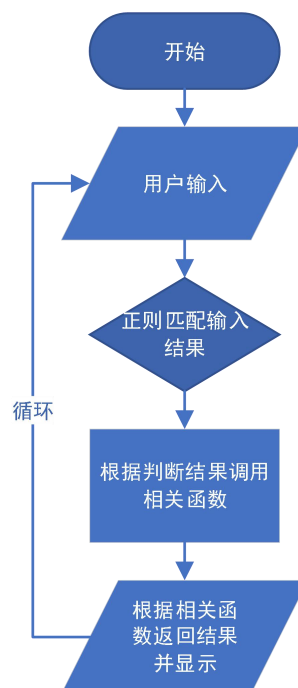 开始
用户输入
正则匹配输入
结果
循环
根据判断结果调用
相关函数
根据相关函
数返回结果
并显示